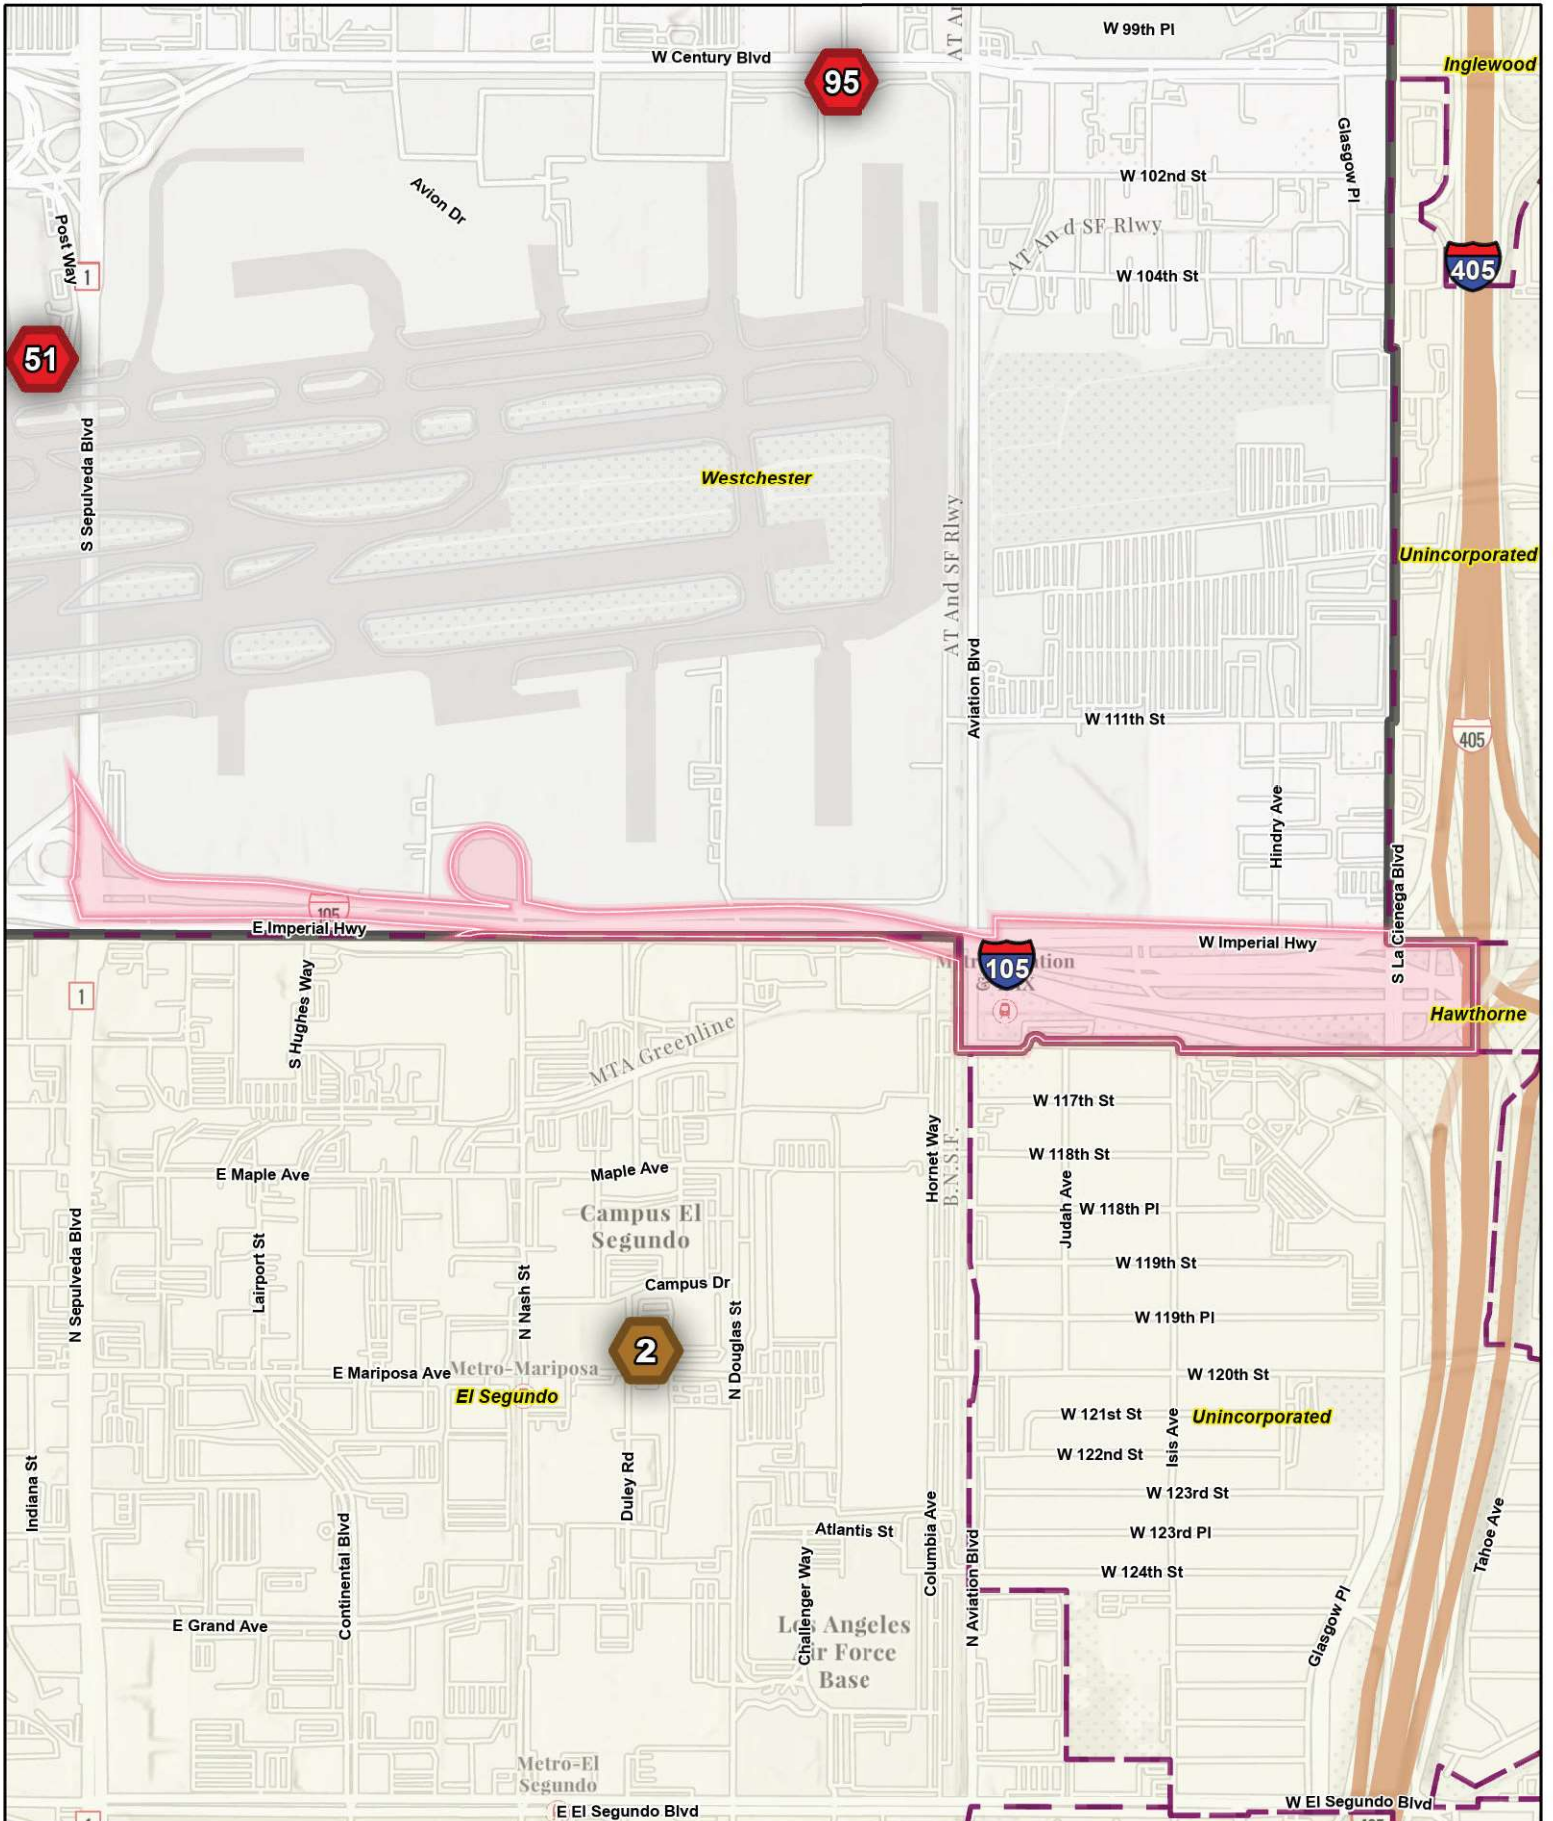 W 99th Pl
AT A
W Century Blvd
Inglewood
95
Glasgow Pl
W 102nd St
Avion Dr
AT An d SF Rlwy
Post Way
1
405
W 104th St
51
S Sepulveda Blvd
Westchester
Unincorporated
AT And SF Rlwy
Aviation Blvd
W 111th St
405
Hindry Ave
S La Cienega Blvd
105
E Imperial Hwy
W Imperial Hwy
105
1
S Hughes Way
Hawthorne
MTA Greenline
W 117th St
Hornet Way
B.N.S.F.
W 118th St
E Maple Ave
Maple Ave
Judah Ave
W 118th Pl
Campus El
Segundo
N Sepulveda Blvd
Lairport St
N Nash St
W 119th St
Campus Dr
W 119th Pl
2
N Douglas St
E Mariposa Ave
Metro-Mariposa
W 120th St
El Segundo
W 121st St
Isis Ave
Unincorporated
W 122nd St
Indiana St
Duley Rd
W 123rd St
Columbia Ave
Atlantis St
W 123rd Pl
Tahoe Ave
Continental Blvd
Challenger Way
N Aviation Blvd
W 124th St
E Grand Ave
Los Angeles
Air Force
Base
Glasgow Pl
Metro-El
Segundo
E El Segundo Blvd
W El Segundo Blvd